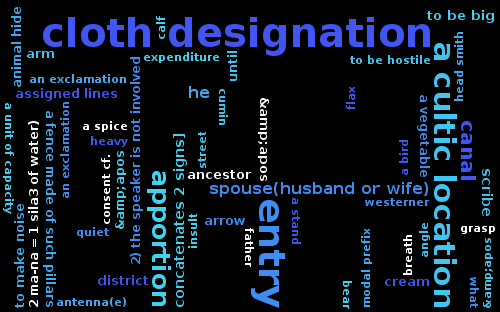 cloth designation
to be big
animal hide
calf
arm
expenditure
until
to be hostile
head smith
an exclamation
assigned lines
he
cumin
flax
a vegetable
a cutic location
a unit of capacity
2 ma-na = 1 sila3 of water)
a fence made of such pillars
an exclamation
a spice
heavy
consent cf.
&amp;apos
2) the speaker is not involved
apportion
concatenates 2 signs]
street
&amp;apos
ancestor
a bird
canal
scribe
spouse(husband or wife)
westerner
entry
a stand
arrow
insult
father
quiet
to make noise
district
antenna(e)
bear
modal prefix
breath
angle
cream
grasp
what
&amp;apos